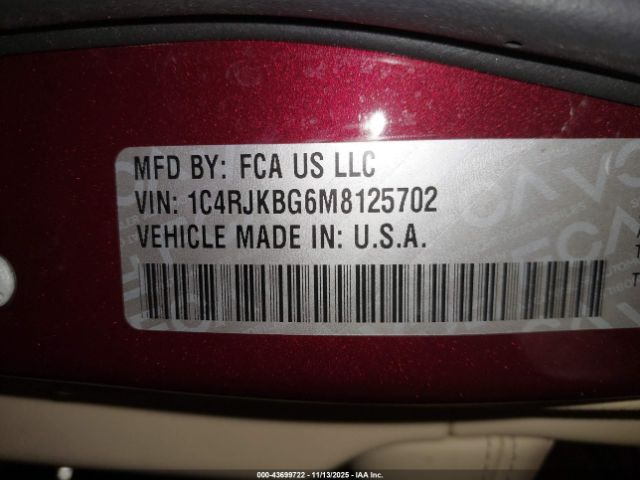 MFD BY: FCA US LLC
VIN: 1C4RJKBG6M8125702
VEHICLE MADE IN: U.S.A.
000-43699722 - 11/13/2025 - IAA Inc.